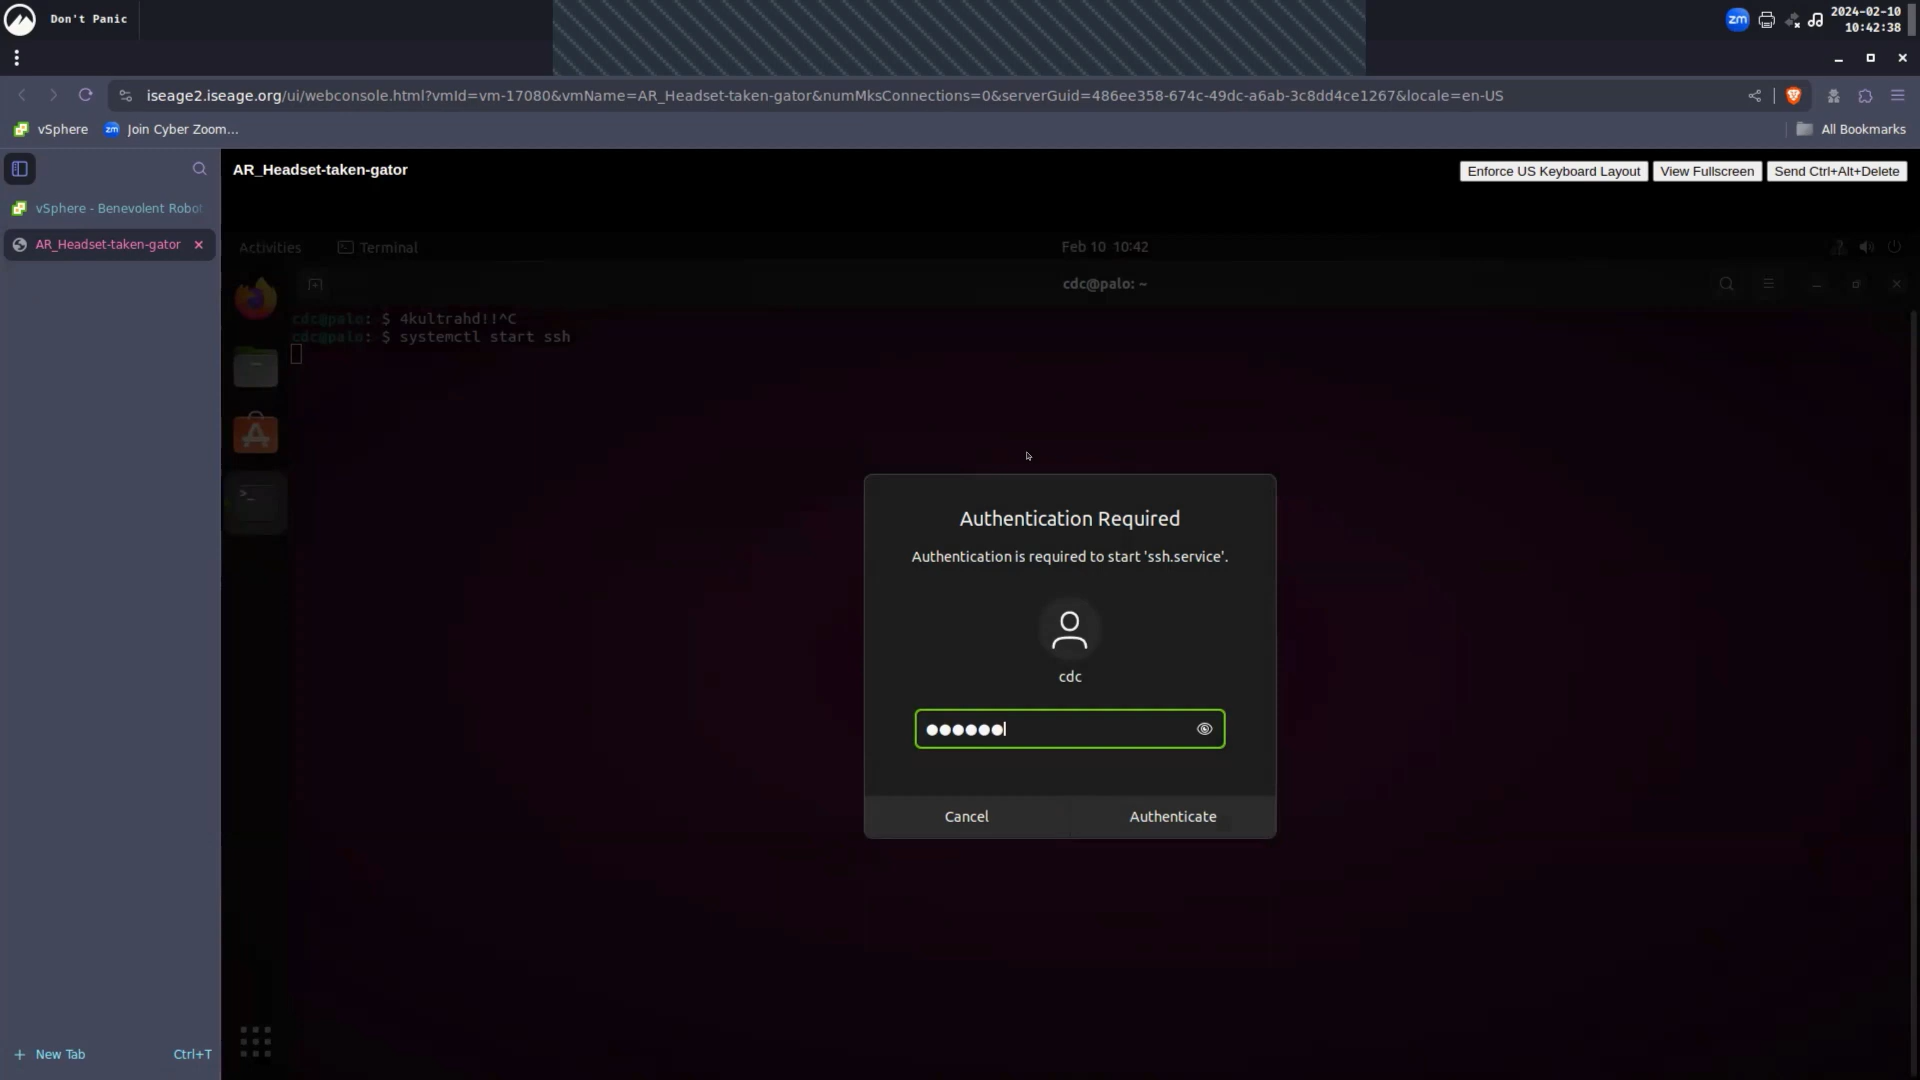 Don't Panic
zm
2024-02-10
10:42:38
iseage2.iseage.org/ui/webconsole.html?vmId=vm-17080&vmName=AR_Headset-taken-gator&numMksConnections=0&serverGuid=486ee358-674c-49dc-a6ab-3c8dd4ce1267&locale=en-US
vSphere
zm Join Cyber Zoom...
All Bookmarks
AR_Headset-taken-gator
Enforce US Keyboard Layout
View Fullscreen
Send Ctrl+Alt+Delete
vSphere - Benevolent Robot
AR_Headset-taken-gator
Activities
Terminal
Feb 10 10:42
cdc@palo: ~
cdc@palo: $ 4kultrahd!!^C
cdc@palo: $ systemctl start ssh
Authentication Required
Authentication is required to start 'ssh.service'.
cdc
●●●●●●
Cancel
Authenticate
+ New Tab
Ctrl+T